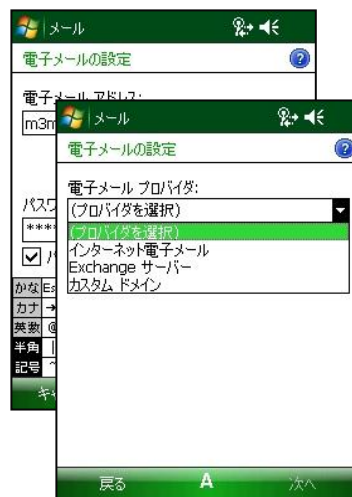 メール
電子メールの設定
電子メール アドレス:
m3m
****
かな
カナ
英数
半角
記号
メール
電子メールの設定
電子メール プロバイダ:
(プロバイダを選択)
(プロバイダを選択)
インターネット電子メール
Exchange サーバー
カスタム ドメイン
戻る A 次へ